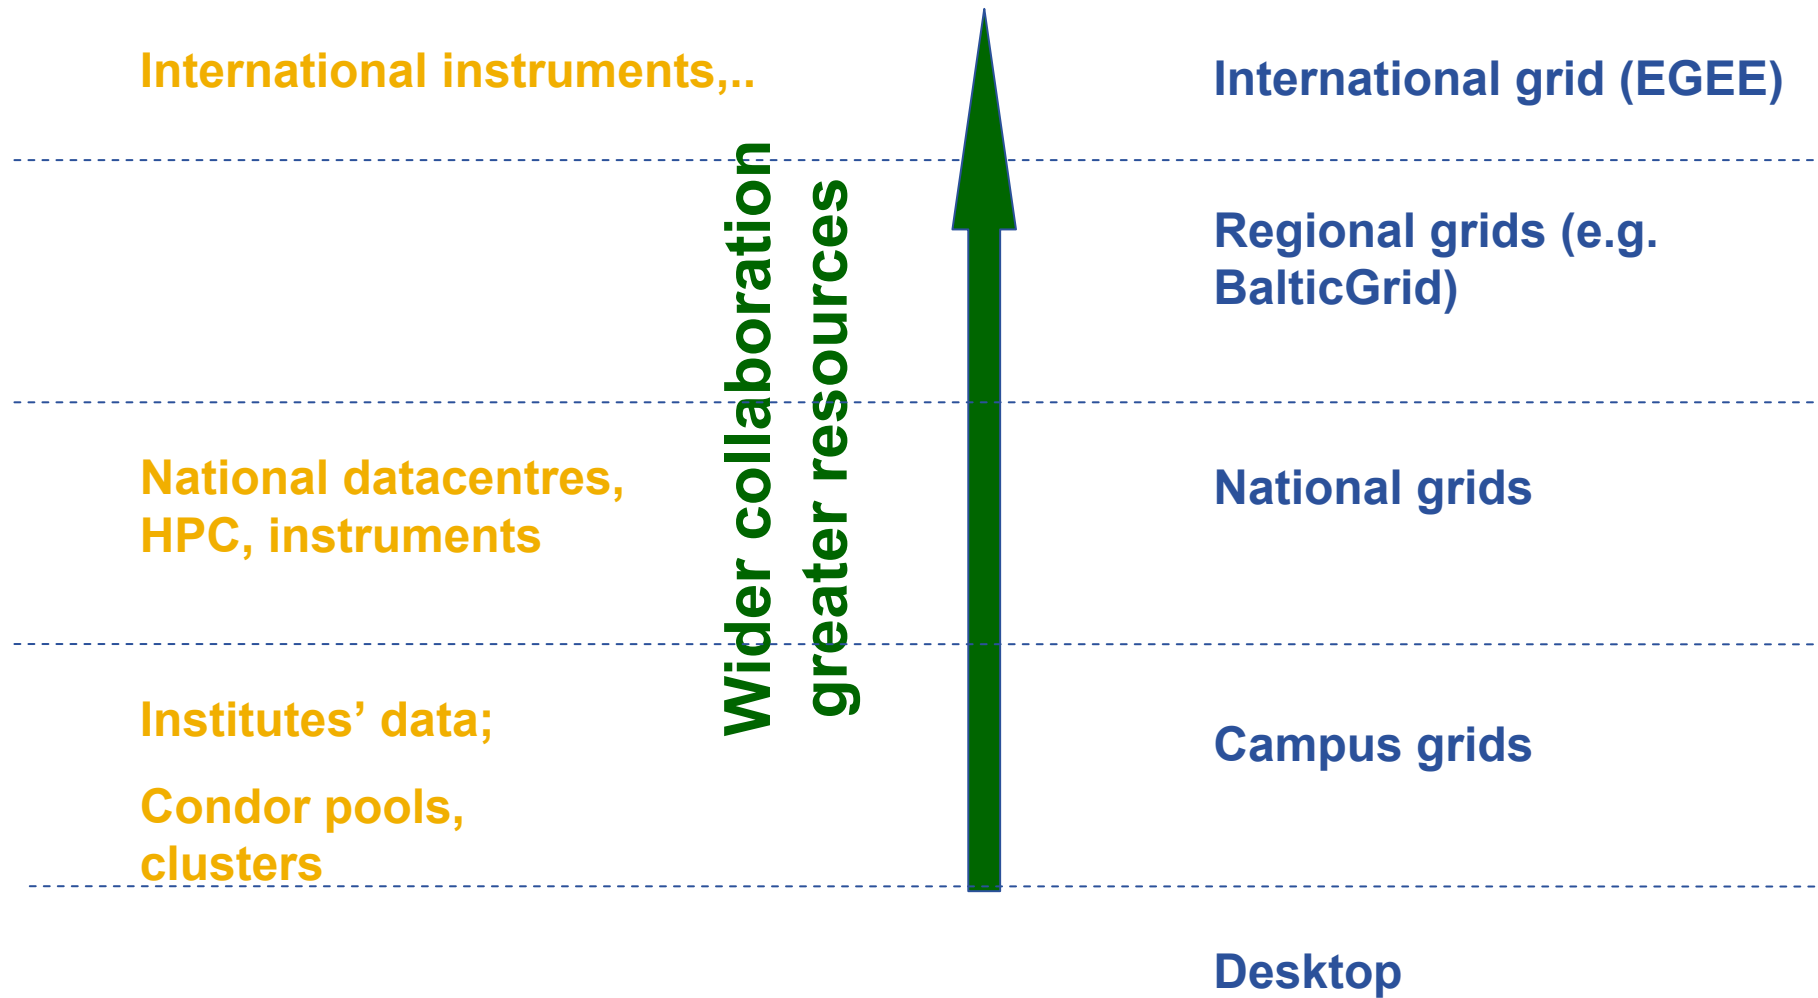 International instruments,..
International grid (EGEE)
Regional grids (e.g.
BalticGrid)
Wider collaboration
greater resources
National datacentres,
HPC, instruments
National grids
Institutes’ data;
Condor pools,
clusters
Campus grids
Desktop